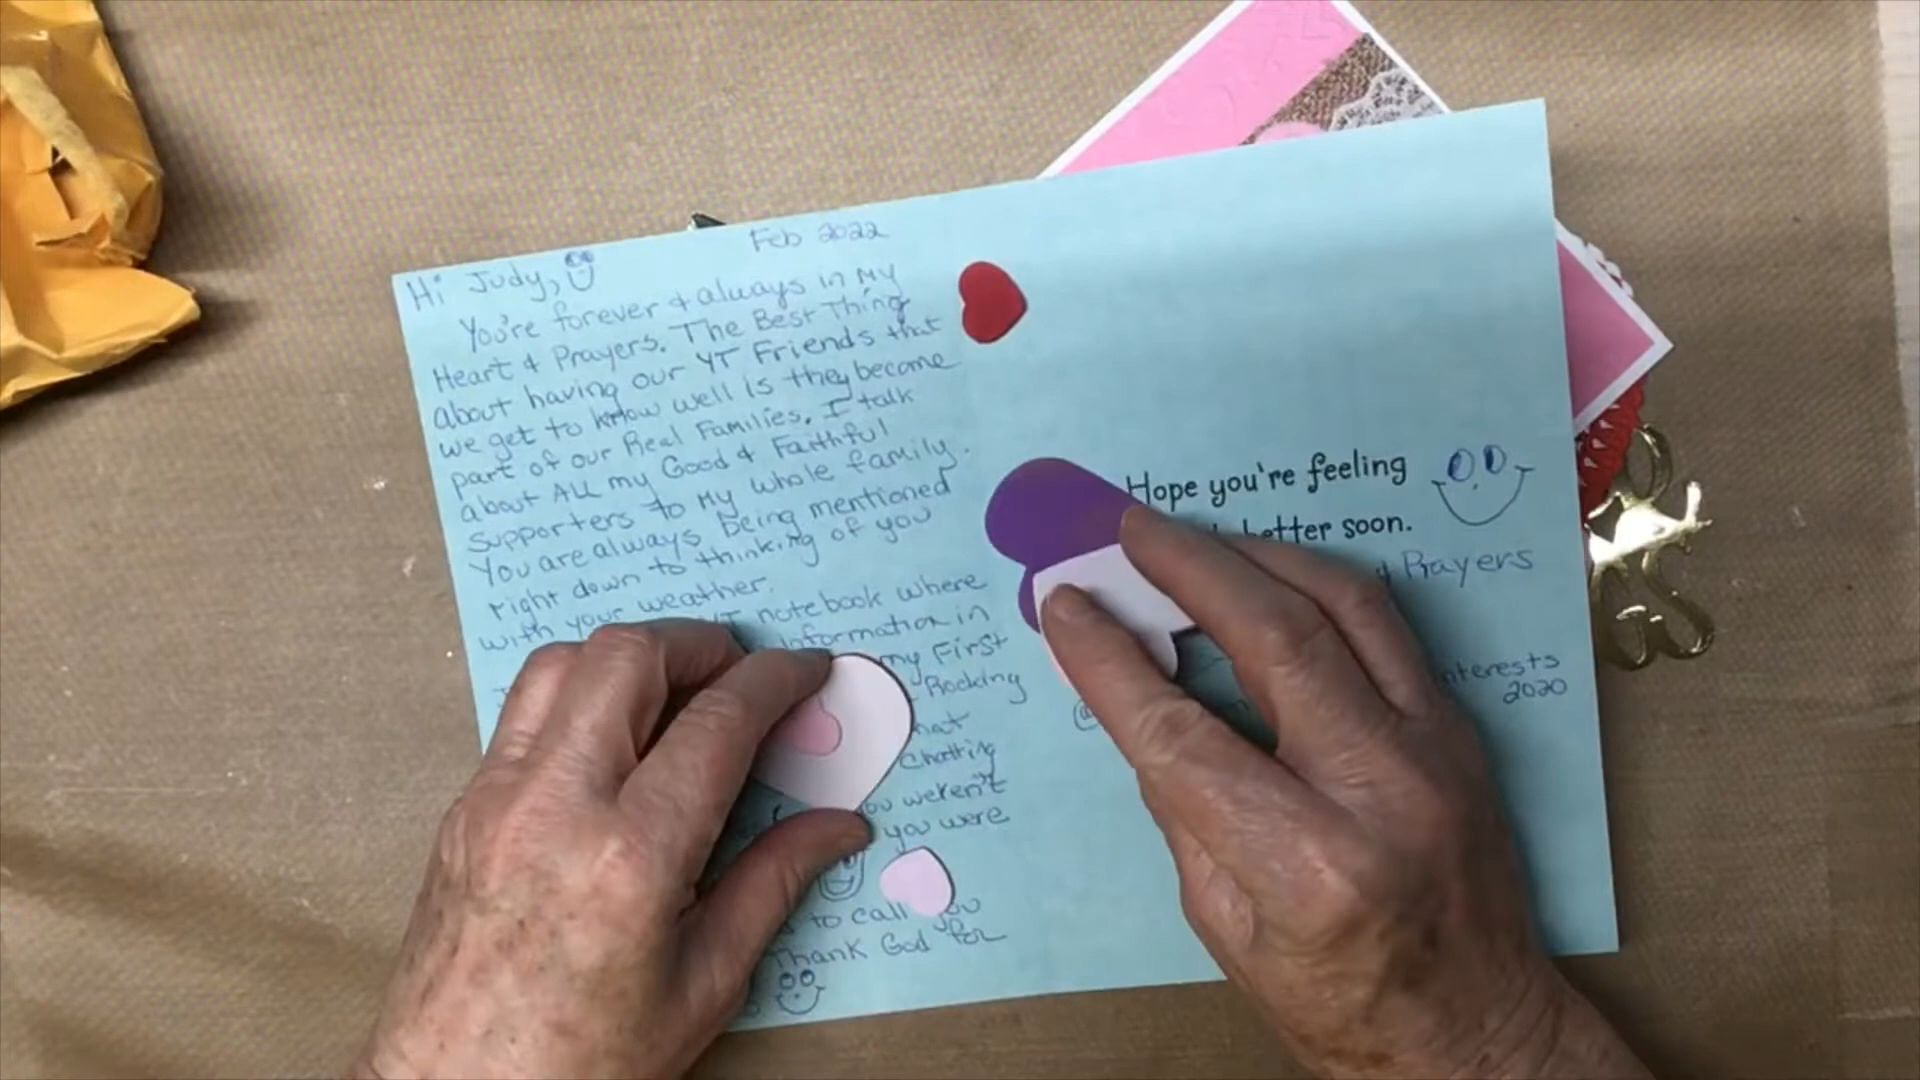 Feb 2022
Hi Judy,
You're forever & always in My
Heart & Prayers. The Best Thing
about having our YT Friends that
we get to know well is they become
part of our Real Families. I talk
about ALL my Good & Faithful
supporters to My whole family.
You are always being mentioned
right down to thinking of you
with your weather.
YT notebook where
Information in
my First
Rocking
hat
Chatting
you weren't
you were
to call you
Thank God for
Hope you're feeling
better soon.
& Prayers
nterests
2020